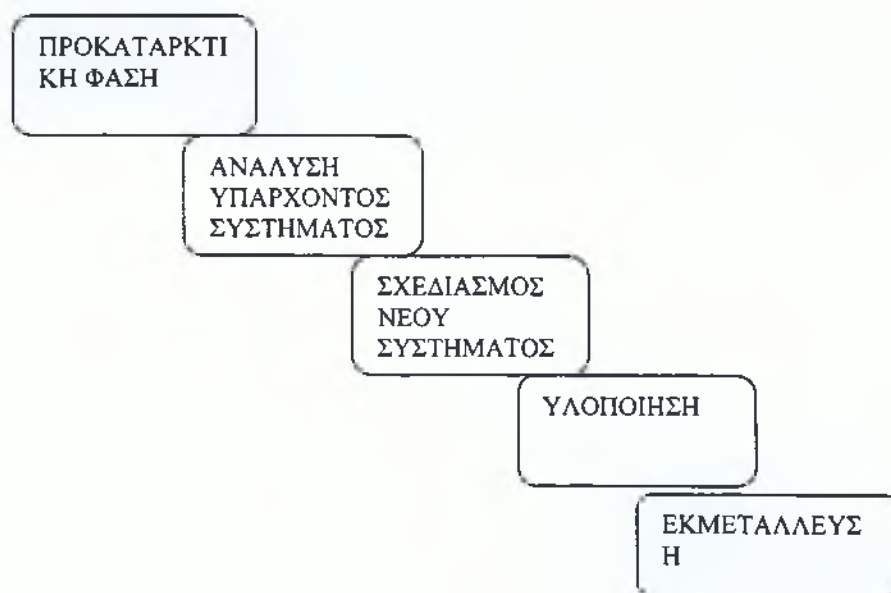 ΠΡΟΚΑΤΑΡΚΤΙ
ΚΗ ΦΑΣΗ
ΑΝΑΛΥΣΗ
ΥΠΑΡΧΟΝΤΟΣ
ΣΥΣΤΗΜΑΤΟΣ
ΣΧΕΔΙΑΣΜΟΣ
ΝΕΟΥ
ΣΥΣΤΗΜΑΤΟΣ
ΥΛΟΠΟΙΗΣΗ
ΕΚΜΕΤΑΛΛΕΥΣ
Η